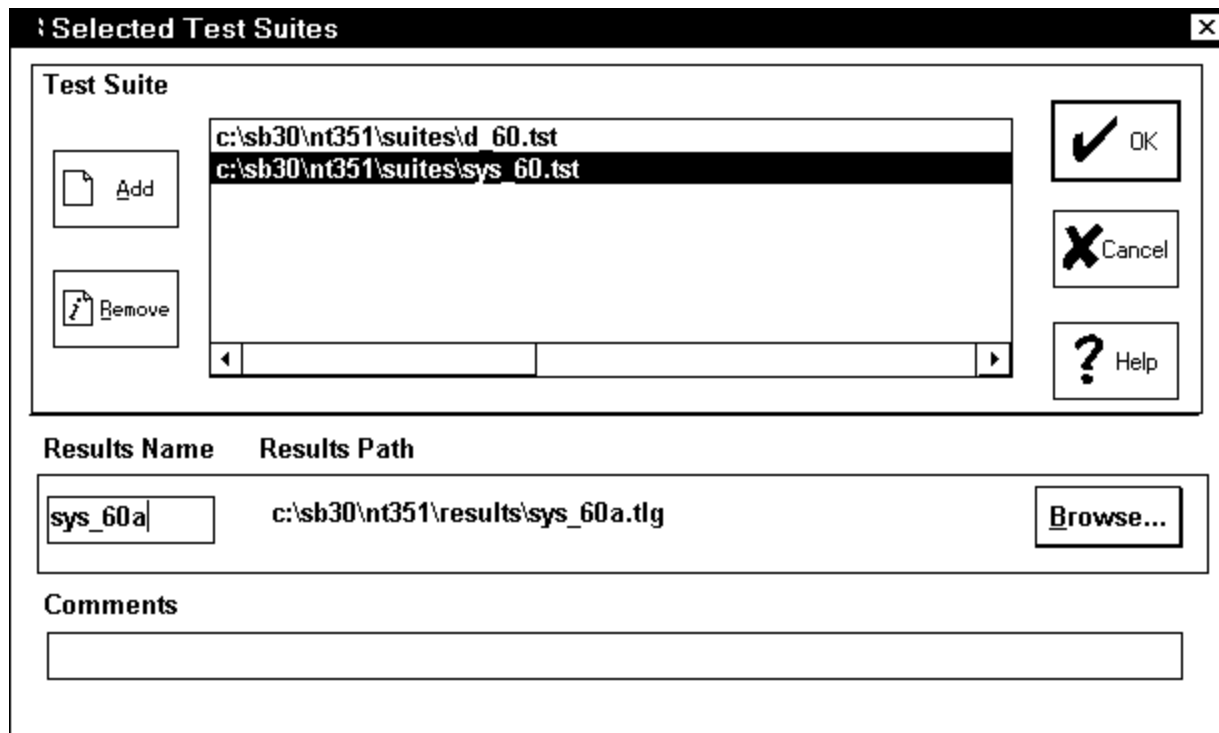 Selected Test Suites
Test Suite
c:\sb30\nt351\suites\d_60.tst
c:\sb30\nt351\suites\sys_60.tst
Add
Remove
OK
Cancel
Help
Results Name
Results Path
sys_60a
c:\sb30\nt351\results\sys_60a.tlg
Browse...
Comments